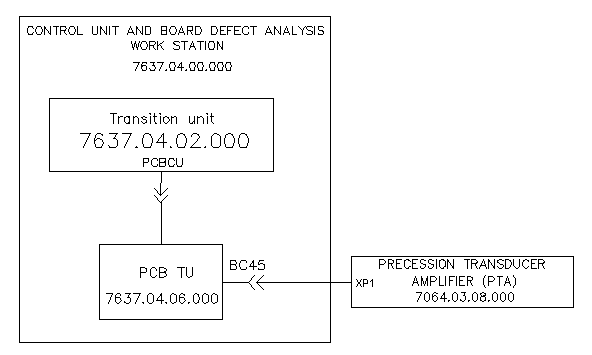 CONTROL UNIT AND BOARD DEFECT ANALYSIS
WORK STATION
7637.04.00.000
Transition unit
7637.04.02.000
PCBCU
PCB TU
7637.04.06.000
BC45
XP1
PRECESSION TRANSDUCER
AMPLIFIER (PTA)
7064.03.08.000